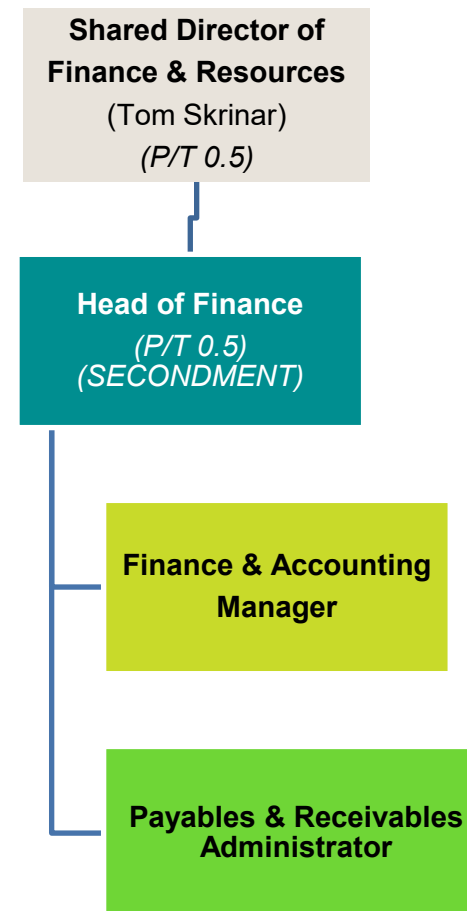 Shared Director of
Finance & Resources
(Tom Skrinar)
(P/T 0.5)
Head of Finance
(P/T 0.5)
(SECONDMENT)
Finance & Accounting
Manager
Payables & Receivables
Administrator